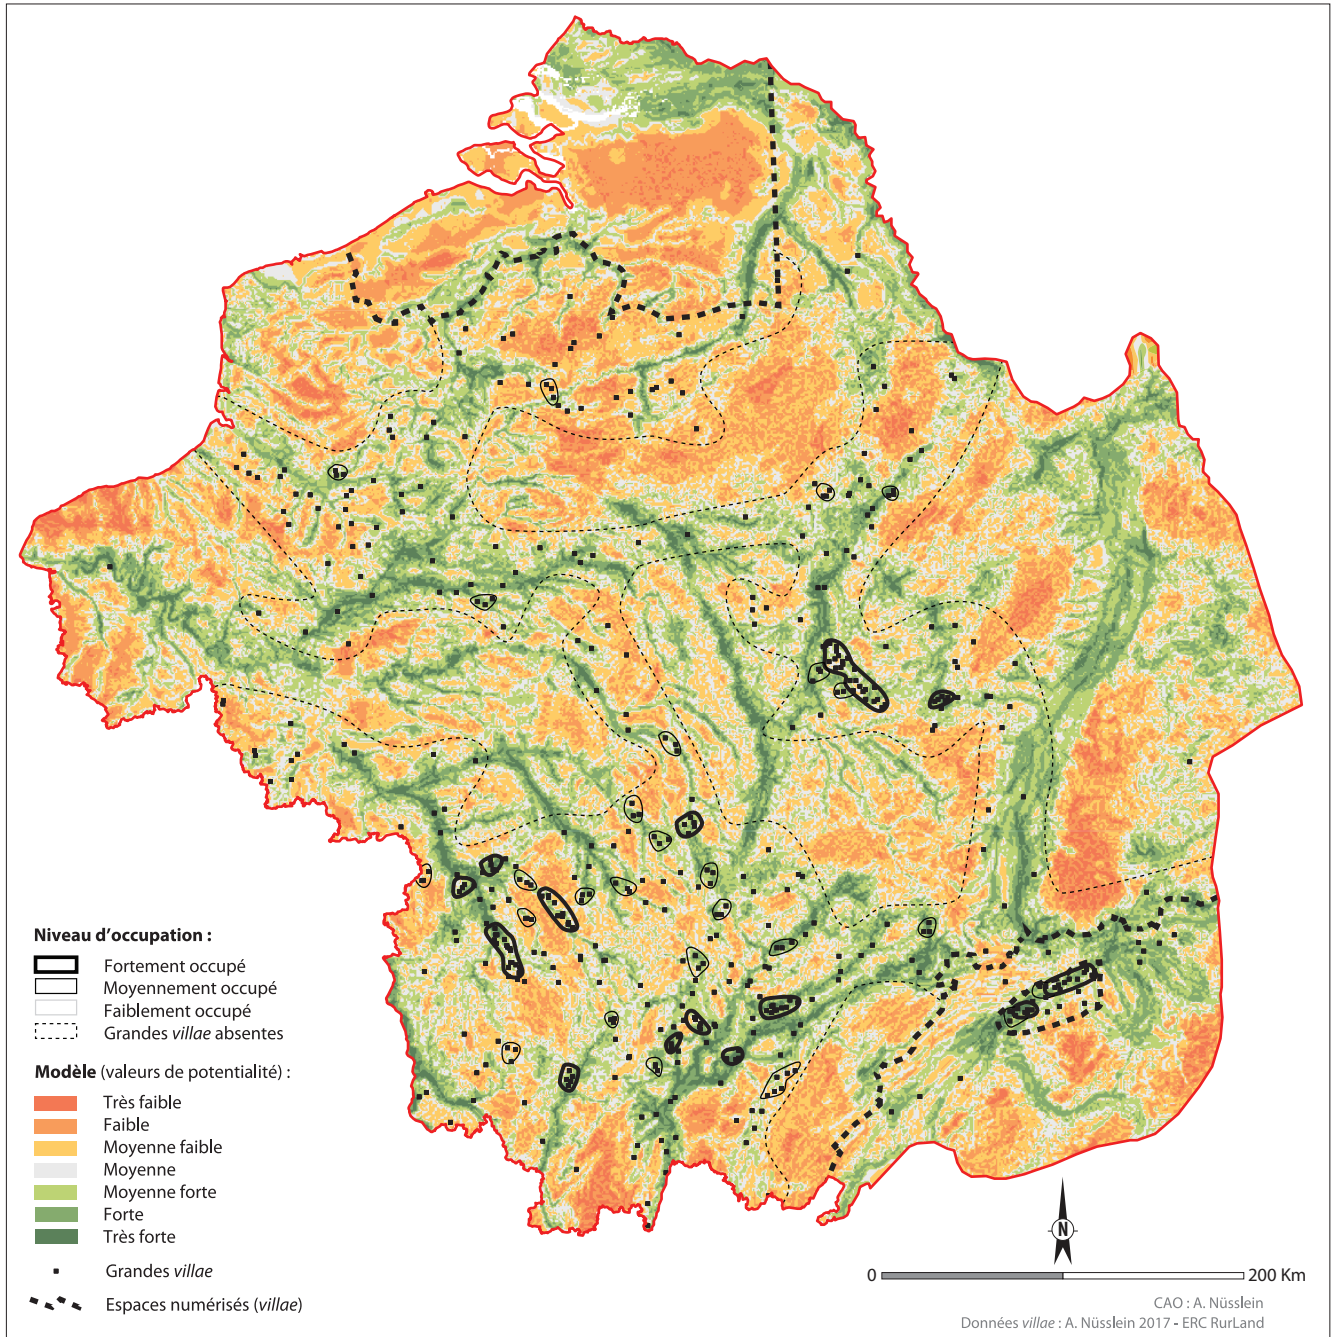 Niveau d'occupation :
Fortement occupé
Moyennement occupé
Faiblement occupé
Grandes villae absentes
Modèle (valeurs de potentialité) :
Très faible
Faible
Moyenne faible
Moyenne
Moyenne forte
Forte
Très forte
Grandes villae
Espaces numérisés (villae)
N
0 200 Km
CAO : A. Nüsslein
Données villae : A. Nüsslein 2017 - ERC RurLand